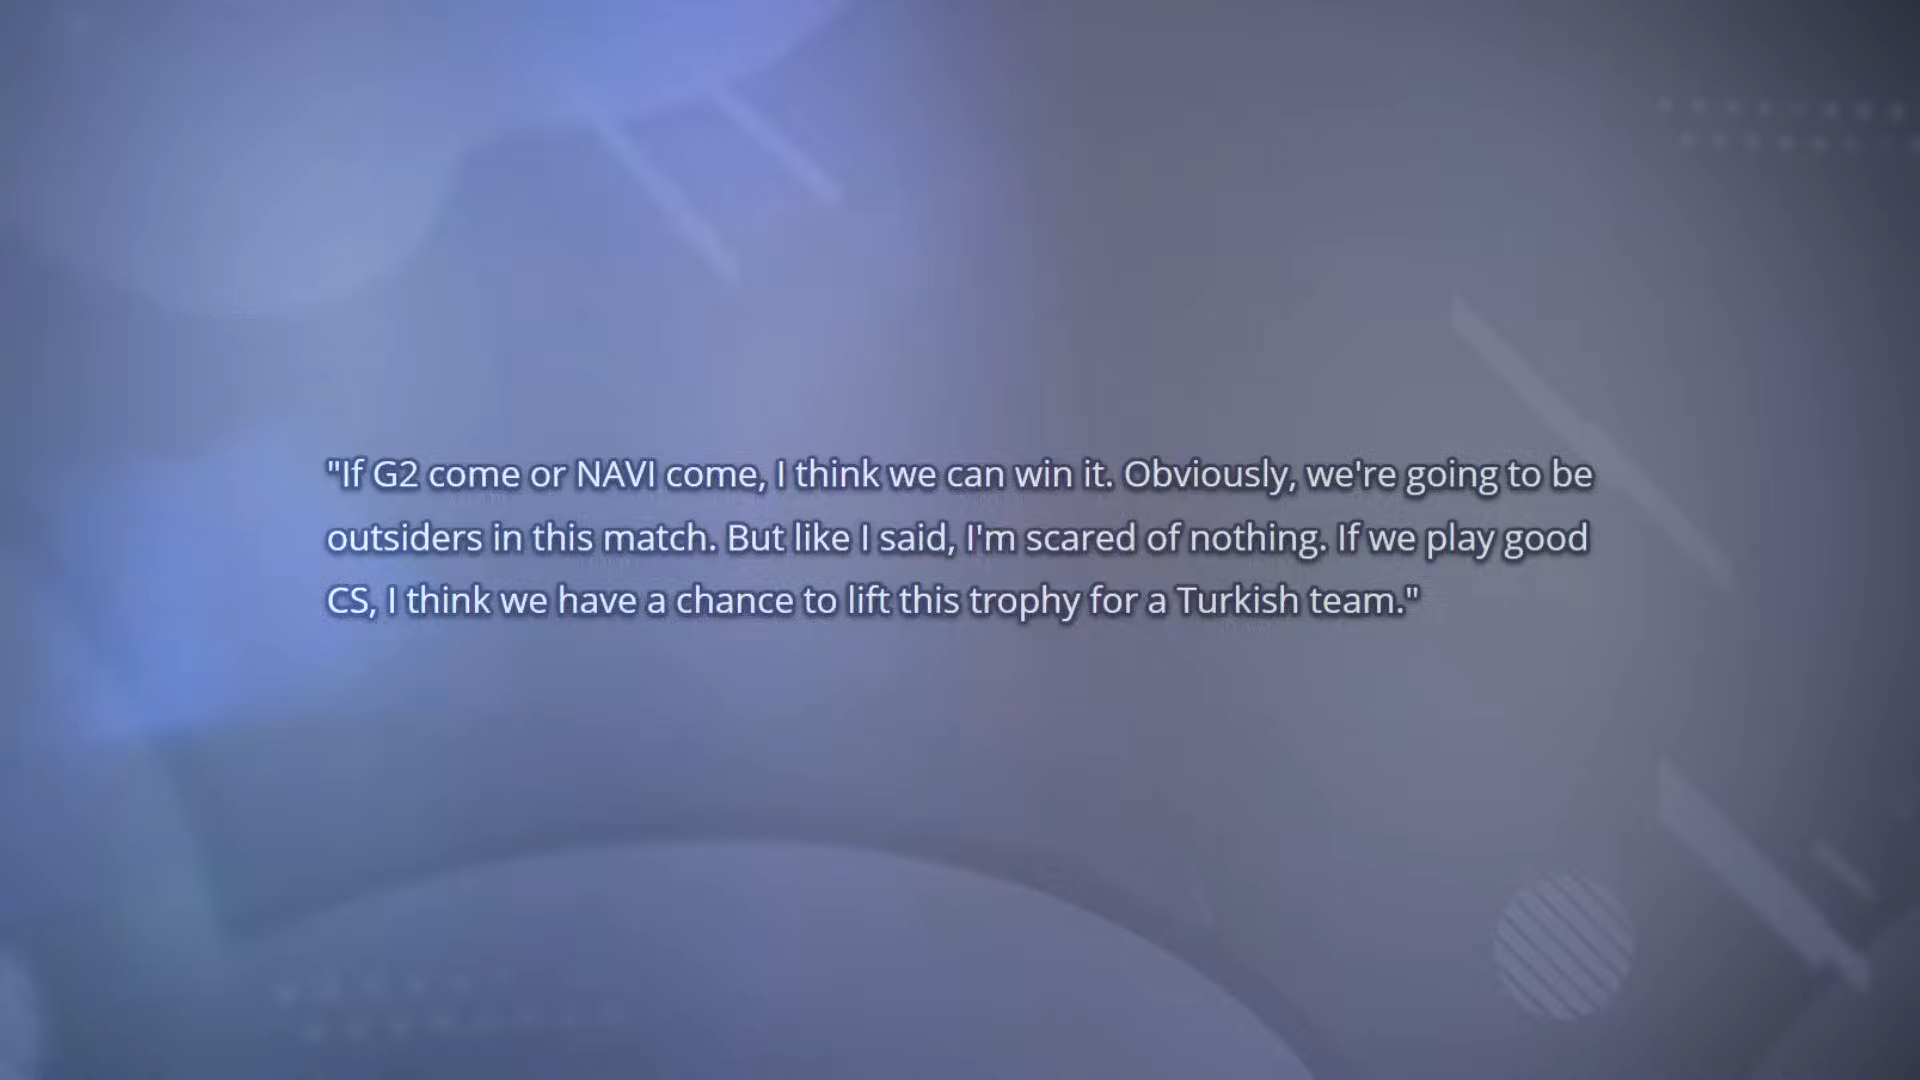 "If G2 come or NAVI come, I think we can win it. Obviously, we're going to be
outsiders in this match. But like I said, I'm scared of nothing. If we play good
CS, I think we have a chance to lift this trophy for a Turkish team."